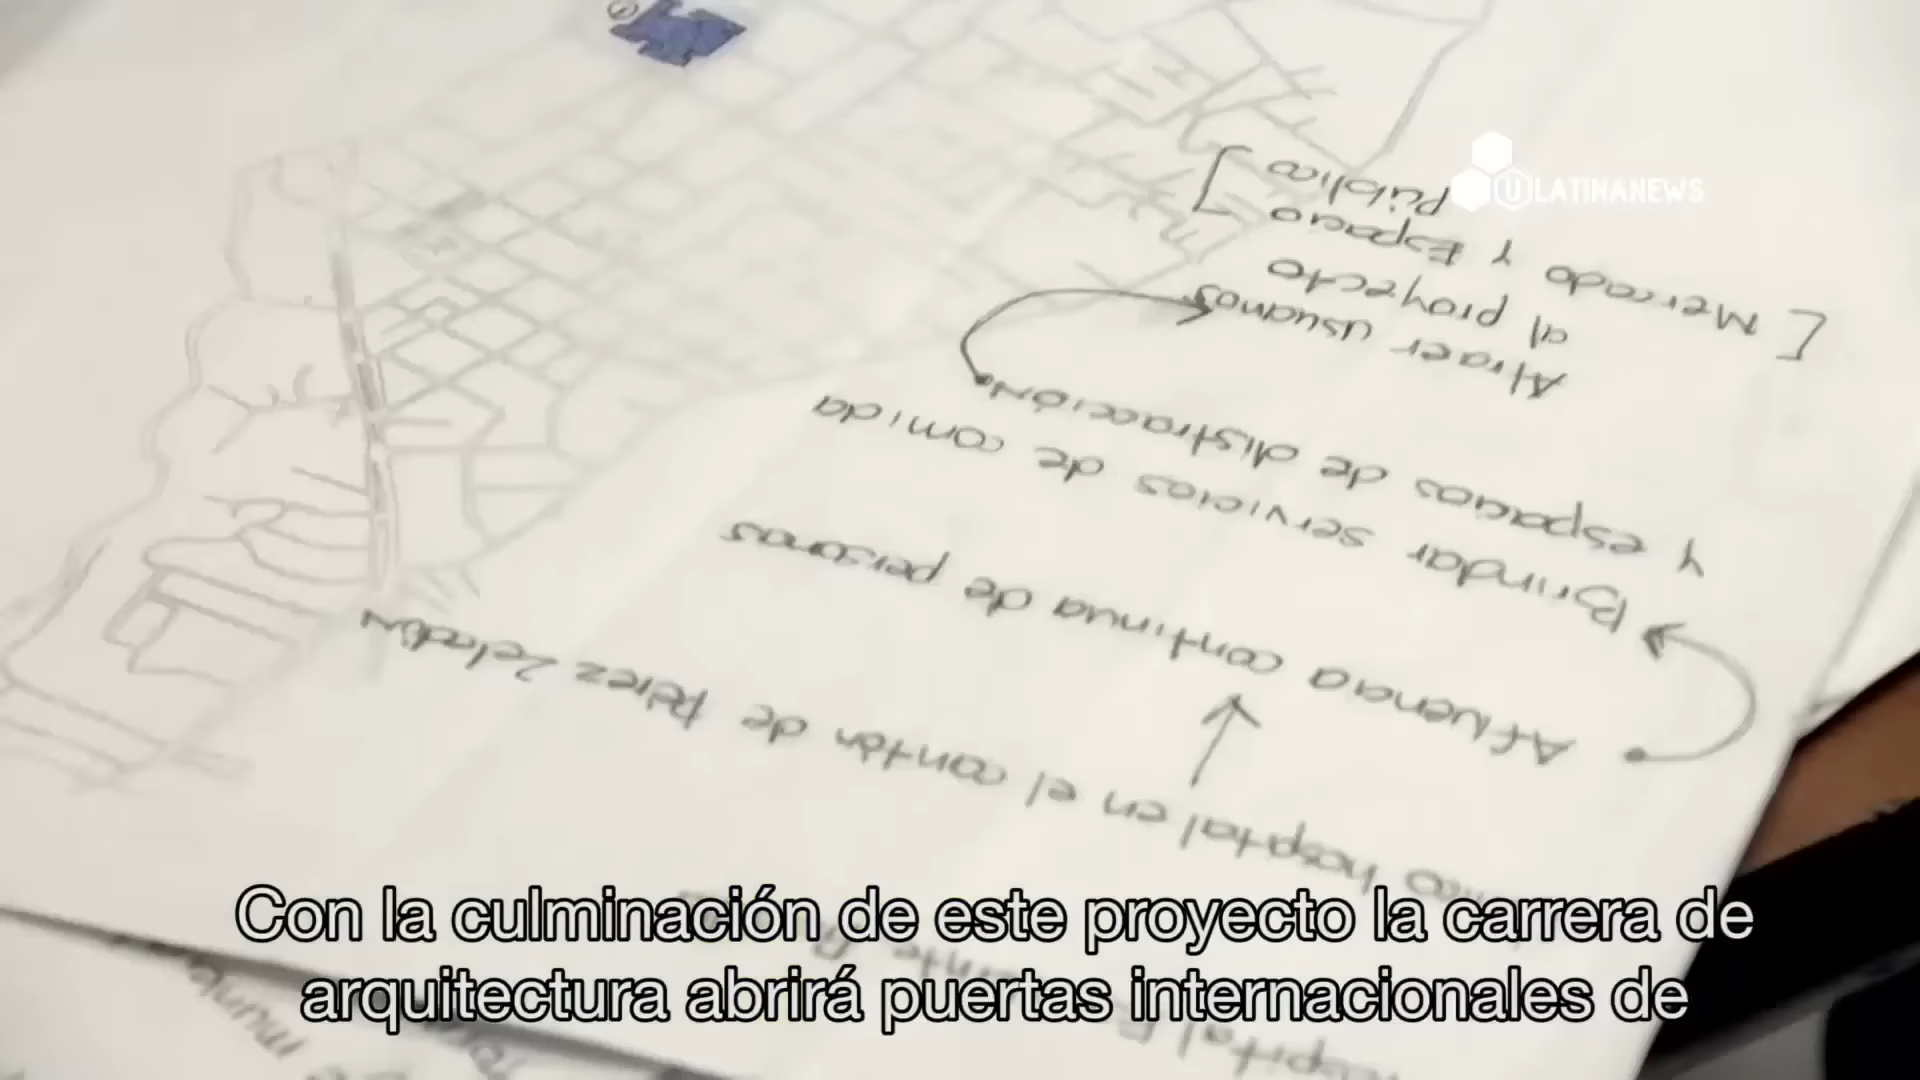 ULATINANEWS
Hospital E
único hospital en el cantón de Pérez Zeledón
Afluencia continua de personas
Brindar servicios de comida
y espacios de distracción
Atraer usuarios
al proyecto
[Mercado y Espacio
Público]
Con la culminación de este proyecto la carrera de
arquitectura abrirá puertas internacionales de